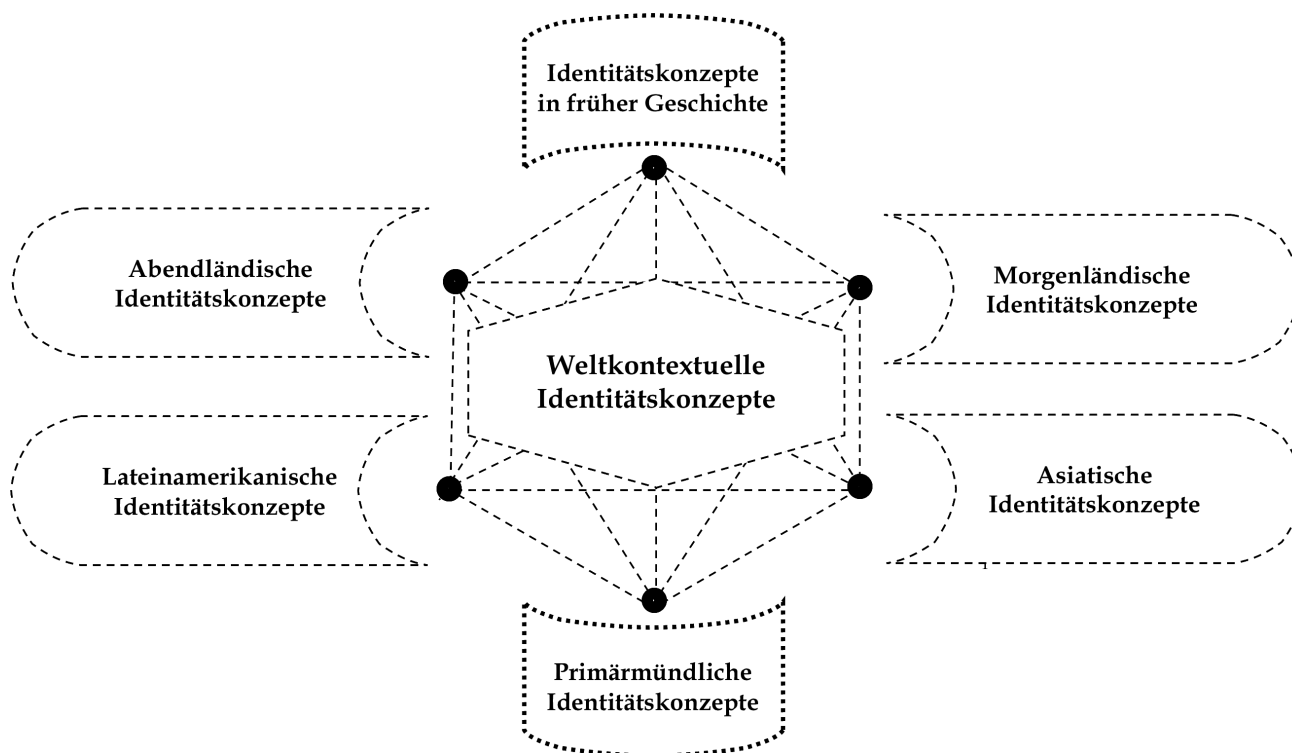 Identitätskonzepte
in früher Geschichte
Abendländische
Identitätskonzepte
Morgenländische
Identitätskonzepte
Weltkontextuelle
Identitätskonzepte
Lateinamerikanische
Identitätskonzepte
Asiatische
Identitätskonzepte
Primärmündliche
Identitätskonzepte